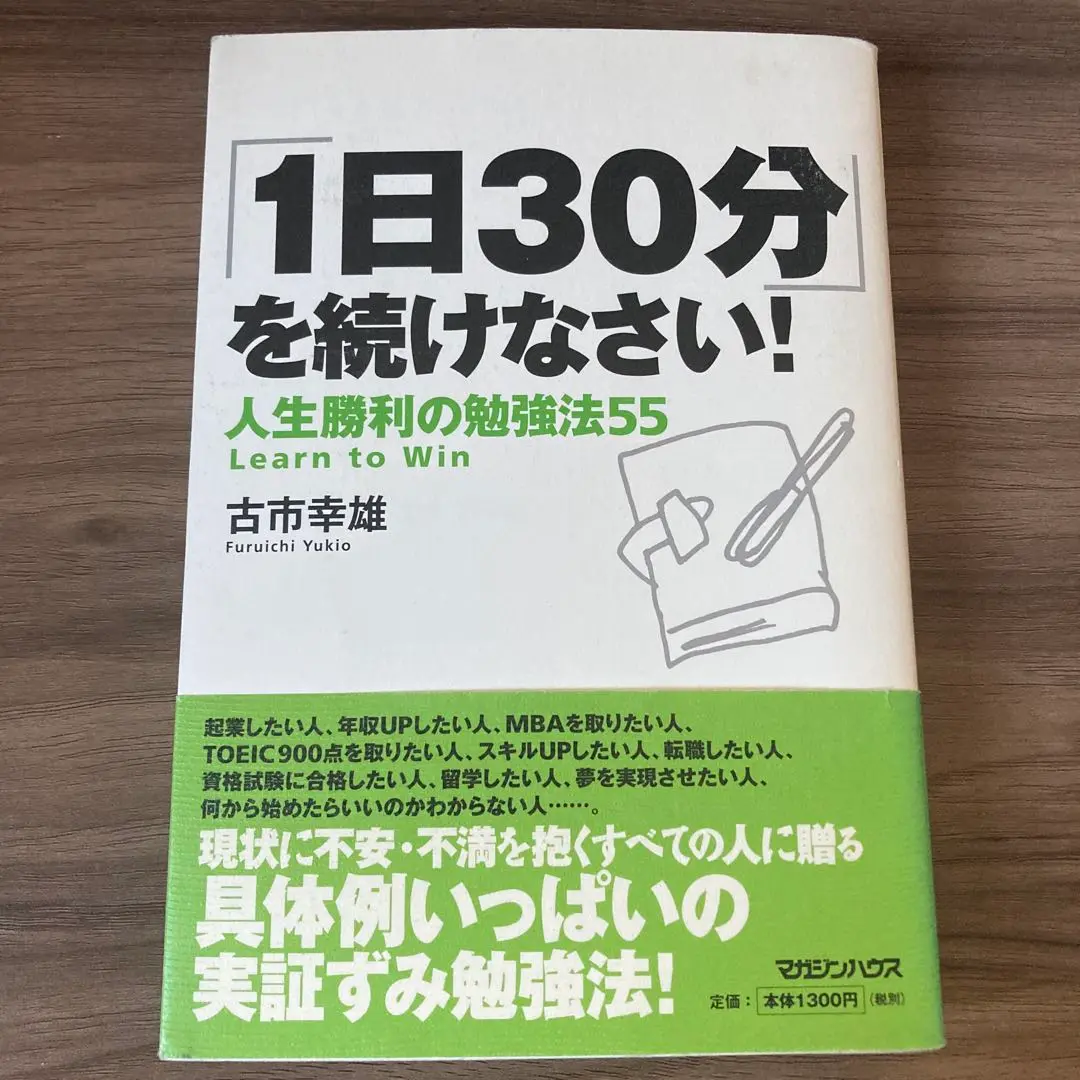 「1日30分」
を続けなさい！
人生勝利の勉強法55
Learn to Win
古市幸雄
Furuichi Yukio
起業したい人、年収UPしたい人、MBAを取りたい人、
TOEIC900点を取りたい人、スキルUPしたい人、転職したい人、
資格試験に合格したい人、留学したい人、夢を実現させたい人、
何から始めたらいいのかわからない人……。
現状に不安・不満を抱くすべての人に贈る
具体例いっぱいの
実証ずみ勉強法！
マガジンハウス
定価：本体1300円（税別）